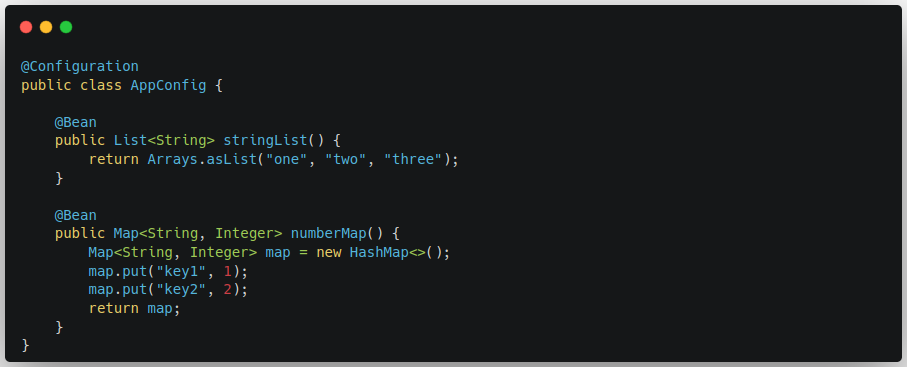 @Configuration
public class AppConfig {

    @Bean
    public List<String> stringList() {
        return Arrays.asList("one", "two", "three");
    }

    @Bean
    public Map<String, Integer> numberMap() {
        Map<String, Integer> map = new HashMap<>();
        map.put("key1", 1);
        map.put("key2", 2);
        return map;
    }
}